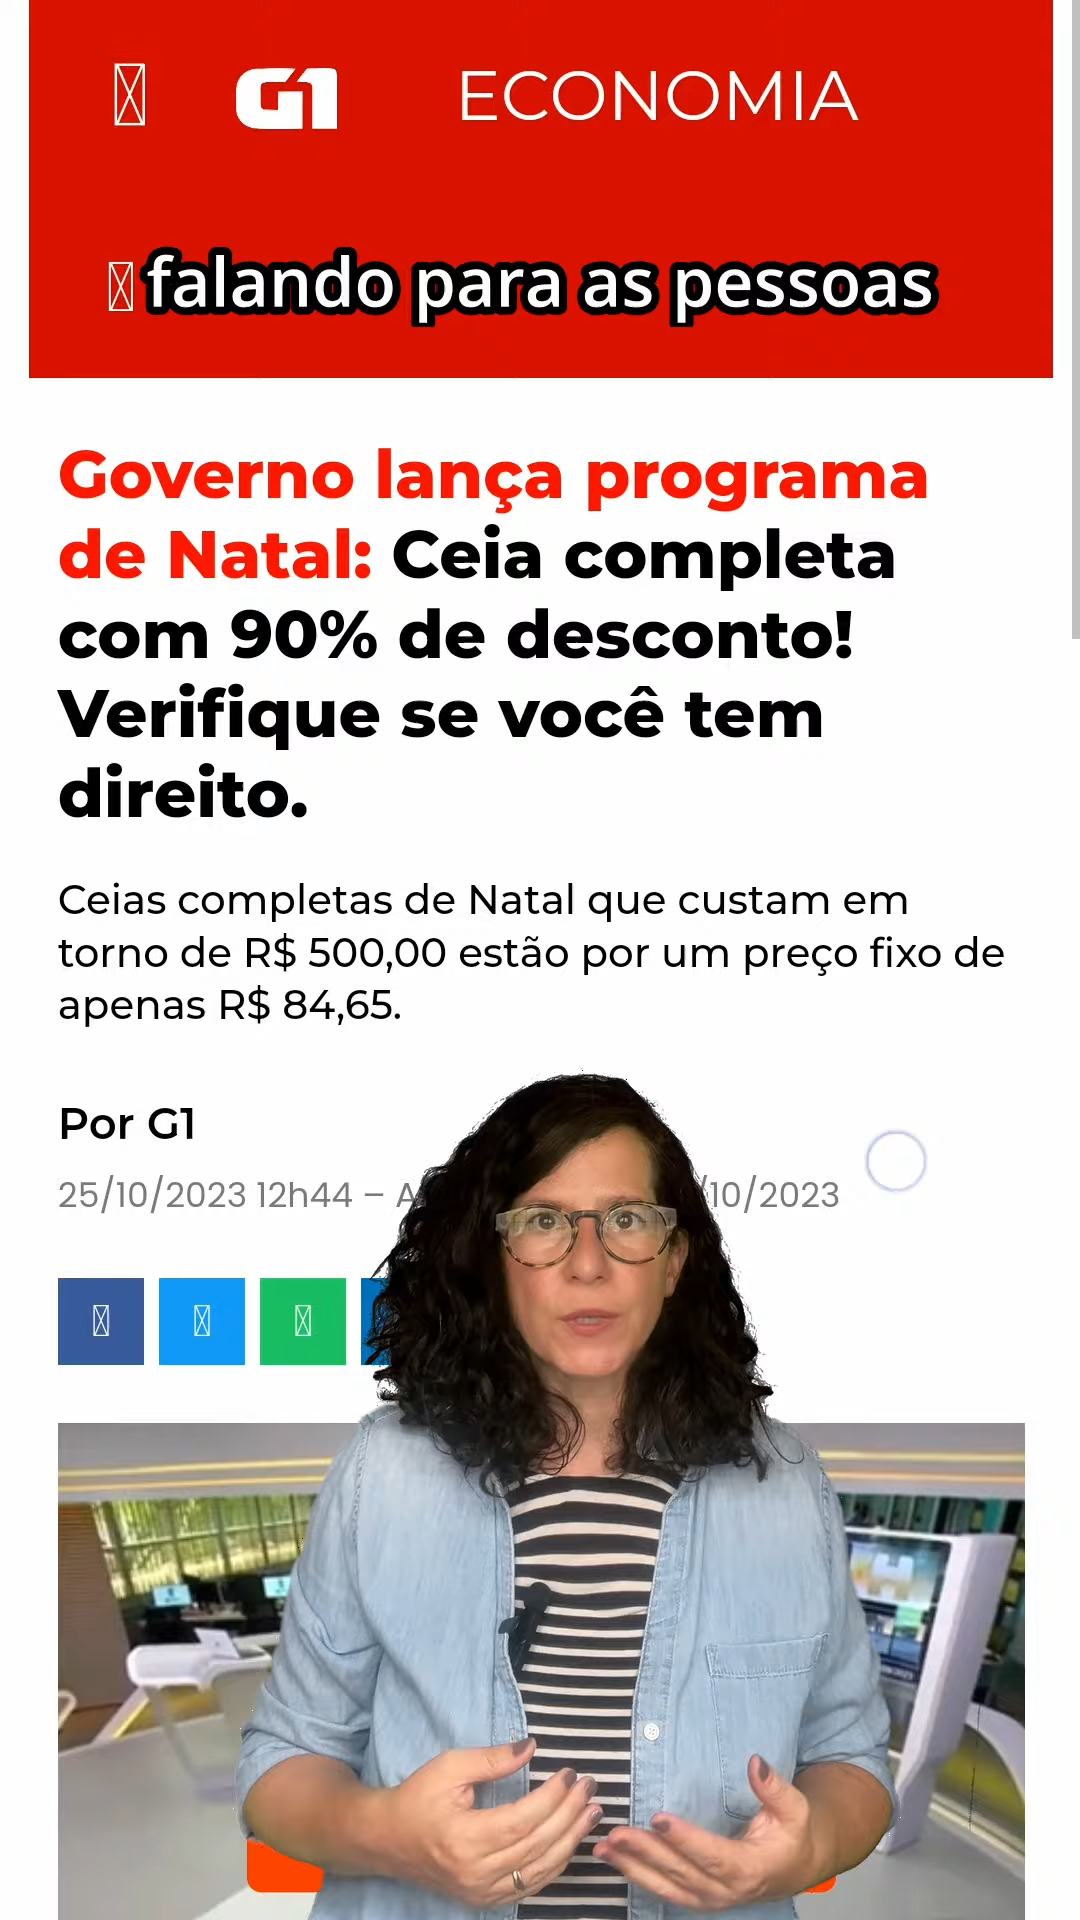 G1 ECONOMIA
falando para as pessoas
Governo lança programa
de Natal: Ceia completa
com 90% de desconto!
Verifique se você tem
direito.
Ceias completas de Natal que custam em
torno de R$ 500,00 estão por um preço fixo de
apenas R$ 84,65.
Por G1
25/10/2023 12h44 – A /10/2023